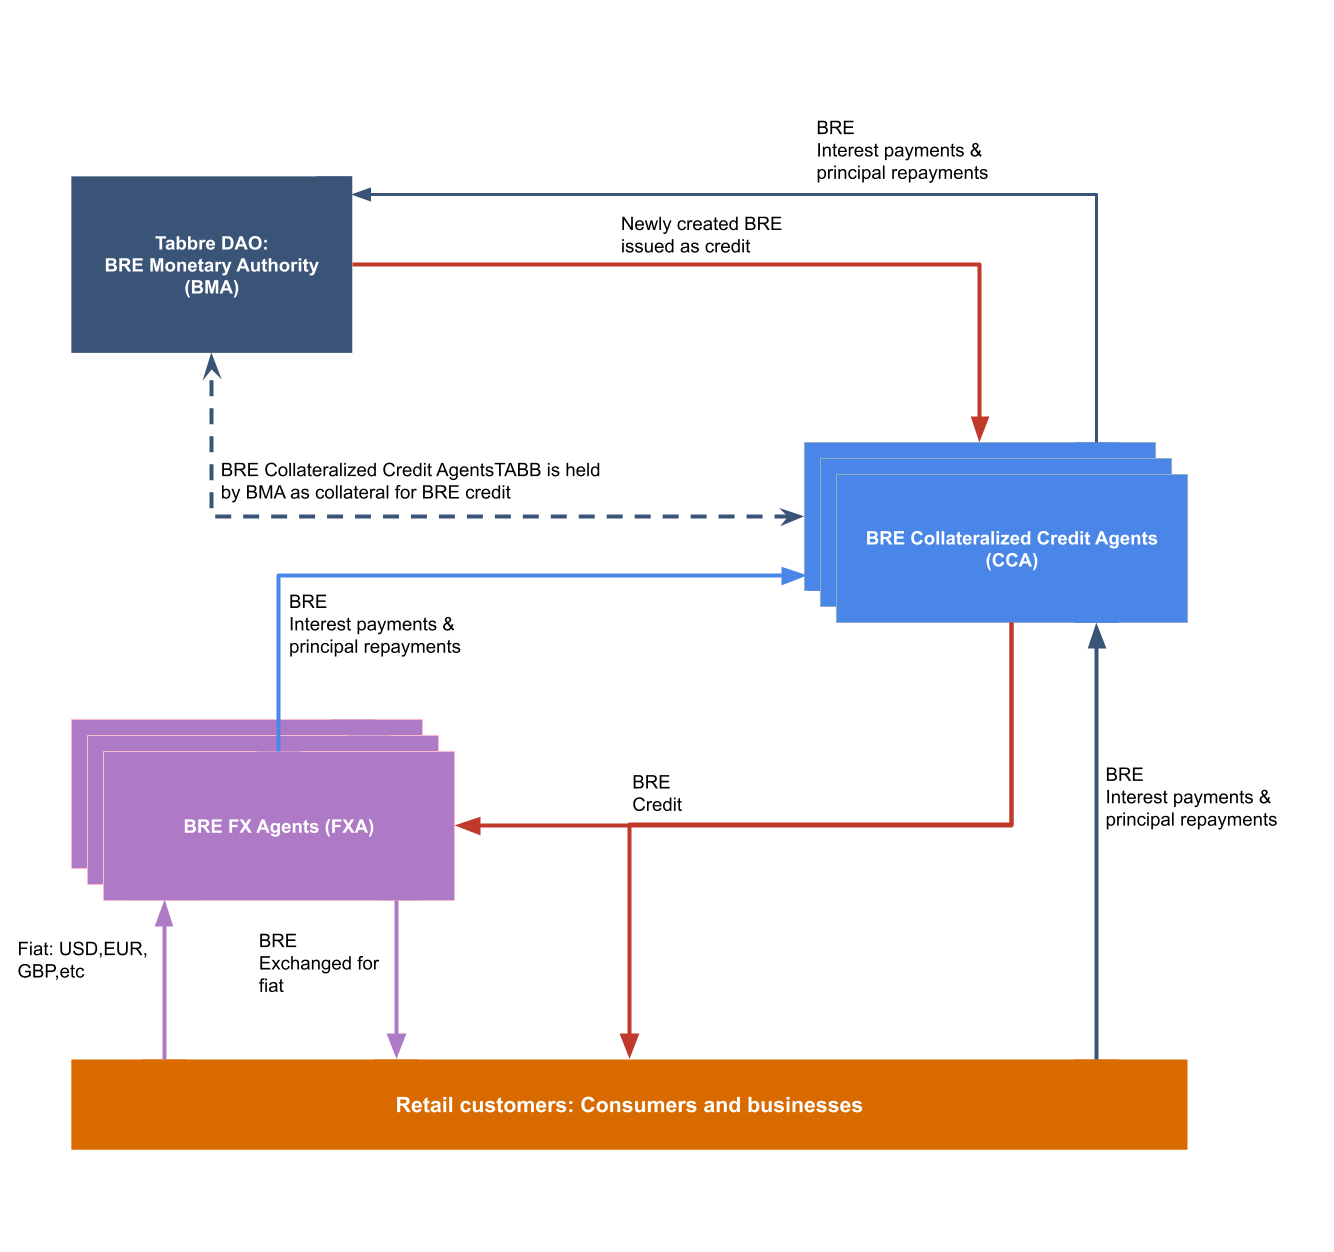 BRE
Interest payments &
principal repayments
Tabbre DAO:
BRE Monetary Authority
(BMA)
Newly created BRE
issued as credit
BRE Collateralized Credit AgentsTABB is held
by BMA as collateral for BRE credit
BRE Collateralized Credit Agents
(CCA)
BRE
Interest payments &
principal repayments
BRE
Credit
BRE
Interest payments &
principal repayments
BRE FX Agents (FXA)
Fiat: USD,EUR,
GBP,etc
BRE
Exchanged for
fiat
Retail customers: Consumers and businesses